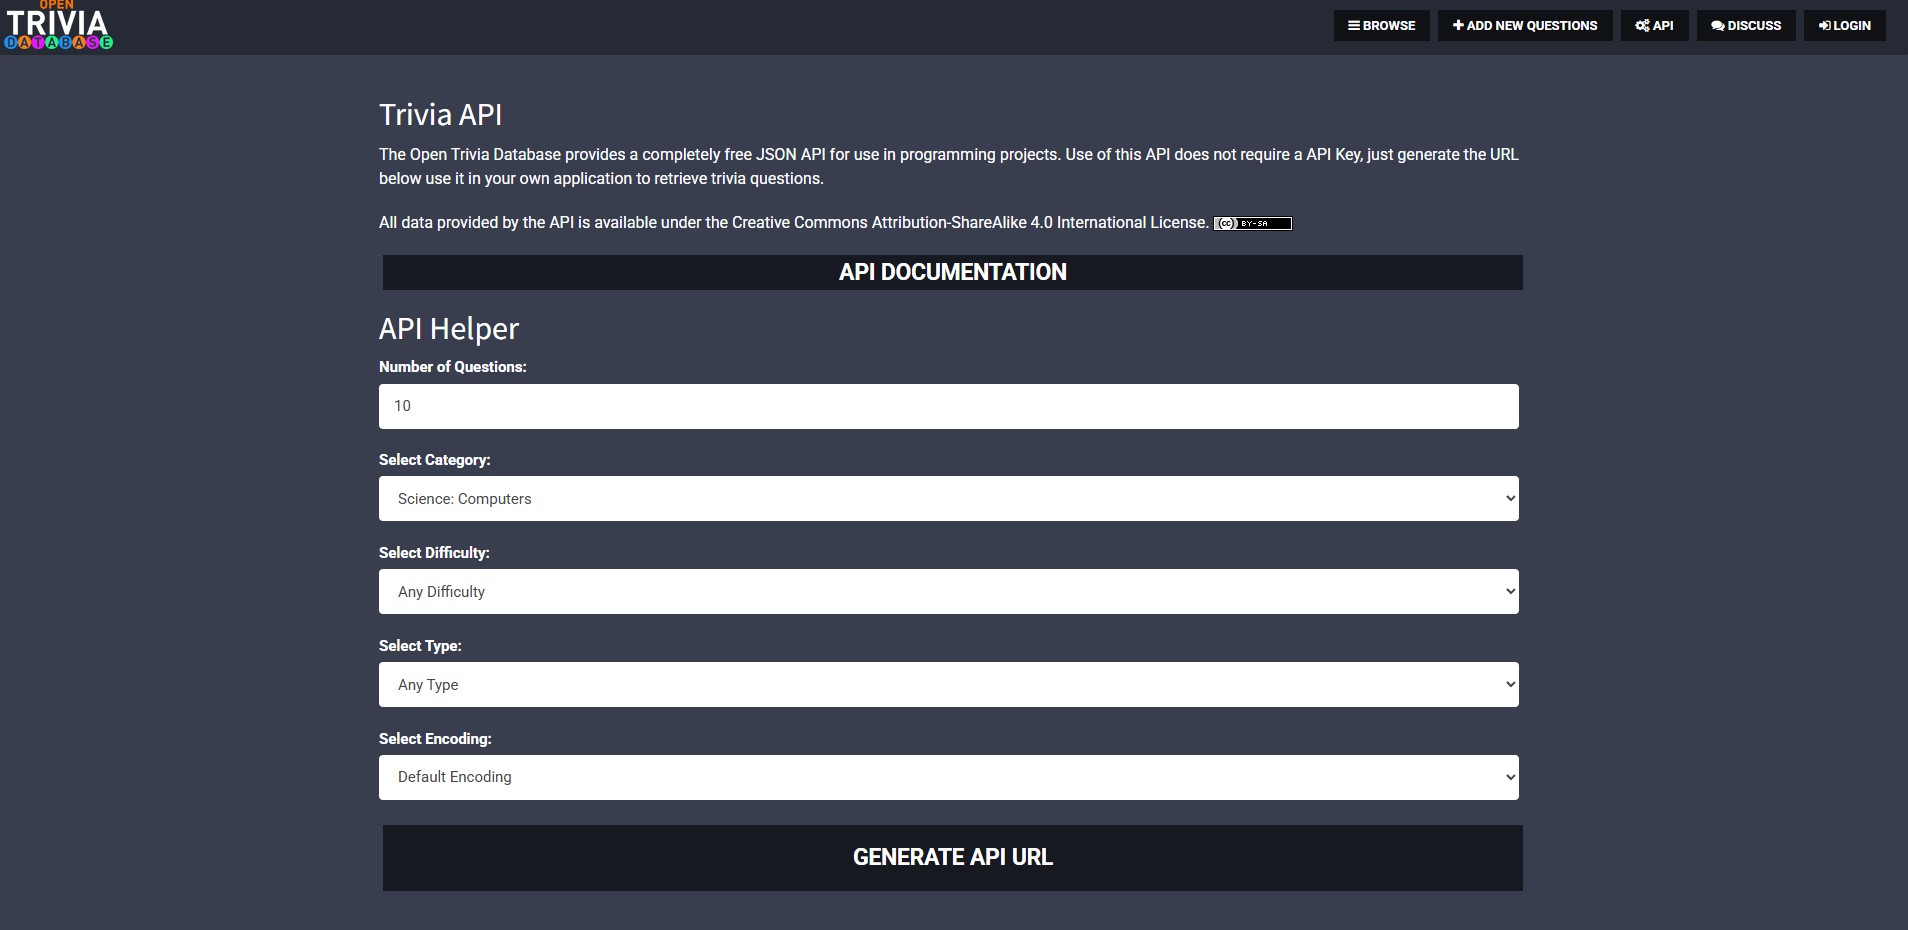 OPEN
TRIVIA
DATABASE
BROWSE
ADD NEW QUESTIONS
API
DISCUSS
LOGIN
Trivia API
The Open Trivia Database provides a completely free JSON API for use in programming projects. Use of this API does not require a API Key, just generate the URL
below use it in your own application to retrieve trivia questions.
All data provided by the API is available under the Creative Commons Attribution-ShareAlike 4.0 International License. cc BY-SA
API DOCUMENTATION
API Helper
Number of Questions:
10
Select Category:
Science: Computers
Select Difficulty:
Any Difficulty
Select Type:
Any Type
Select Encoding:
Default Encoding
GENERATE API URL